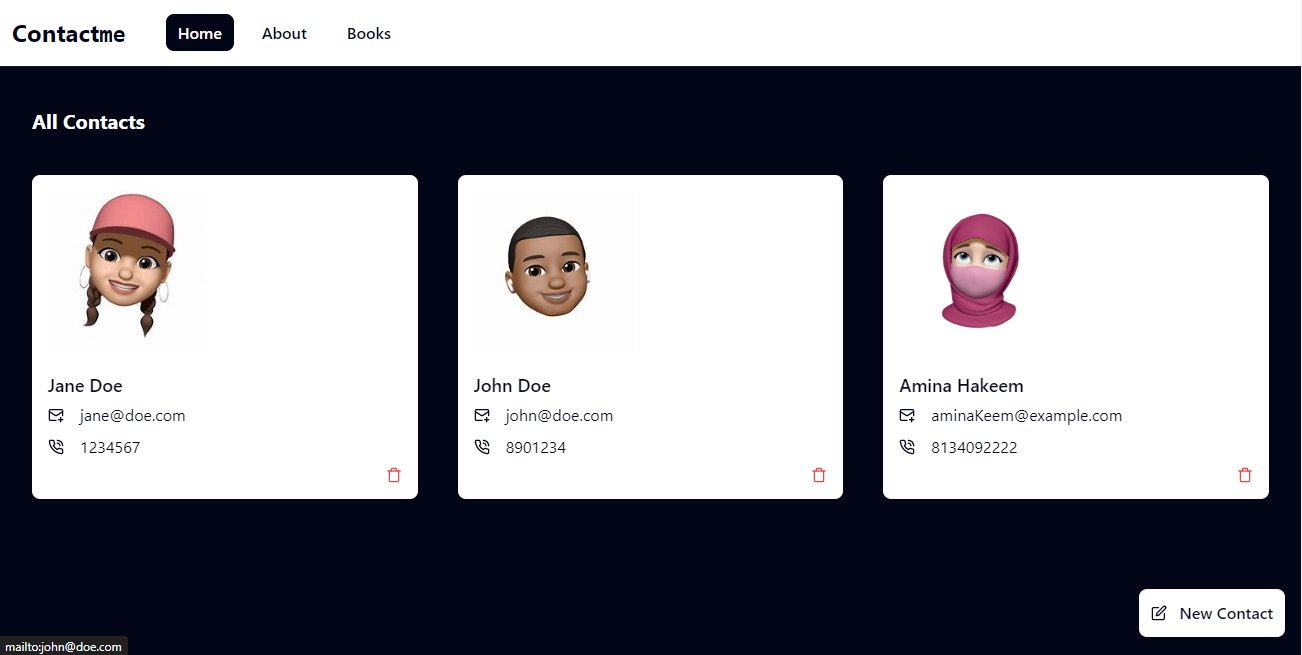 Contactme Home About Books
All Contacts
Jane Doe
jane@doe.com
1234567
John Doe
john@doe.com
8901234
Amina Hakeem
aminaKeem@example.com
8134092222
New Contact
mailto:john@doe.com